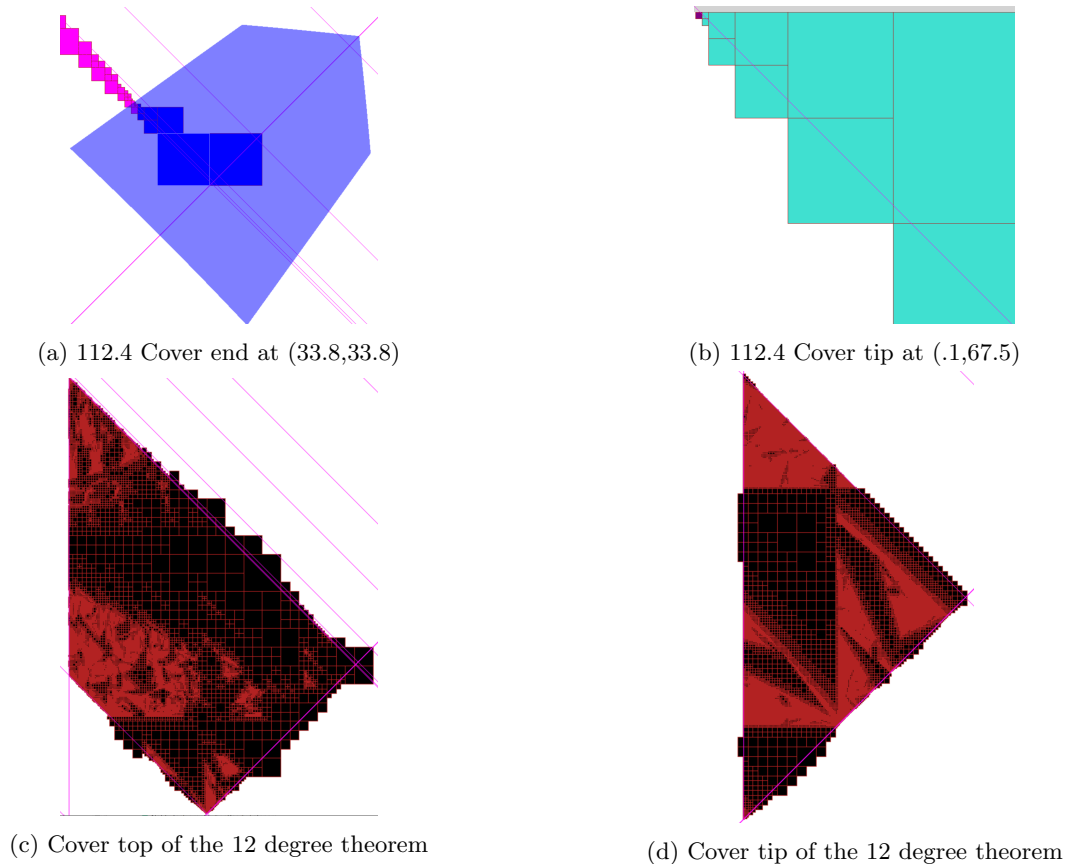 (a) 112.4 Cover end at (33.8,33.8)
(b) 112.4 Cover tip at (.1,67.5)
(c) Cover top of the 12 degree theorem
(d) Cover tip of the 12 degree theorem